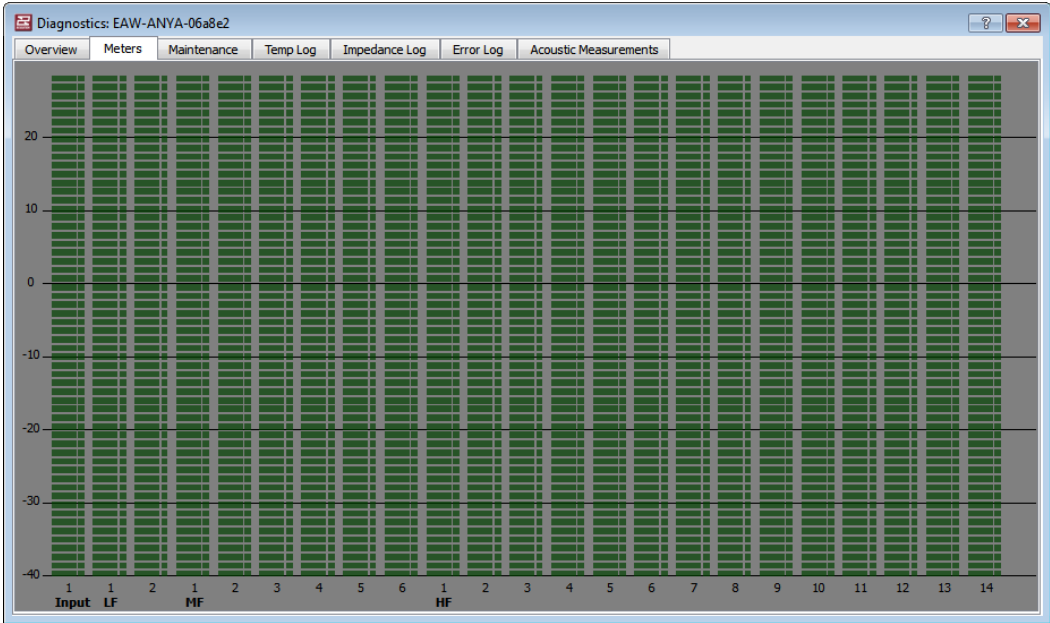 Diagnostics: EAW-ANYA-06a8e2
?
Overview Meters Maintenance Temp Log Impedance Log Error Log Acoustic Measurements
20
10
0
-10
-20
-30
-40
1 1 2 1 2 3 4 5 6 1 2 3 4 5 6 7 8 9 10 11 12 13 14
Input LF MF HF